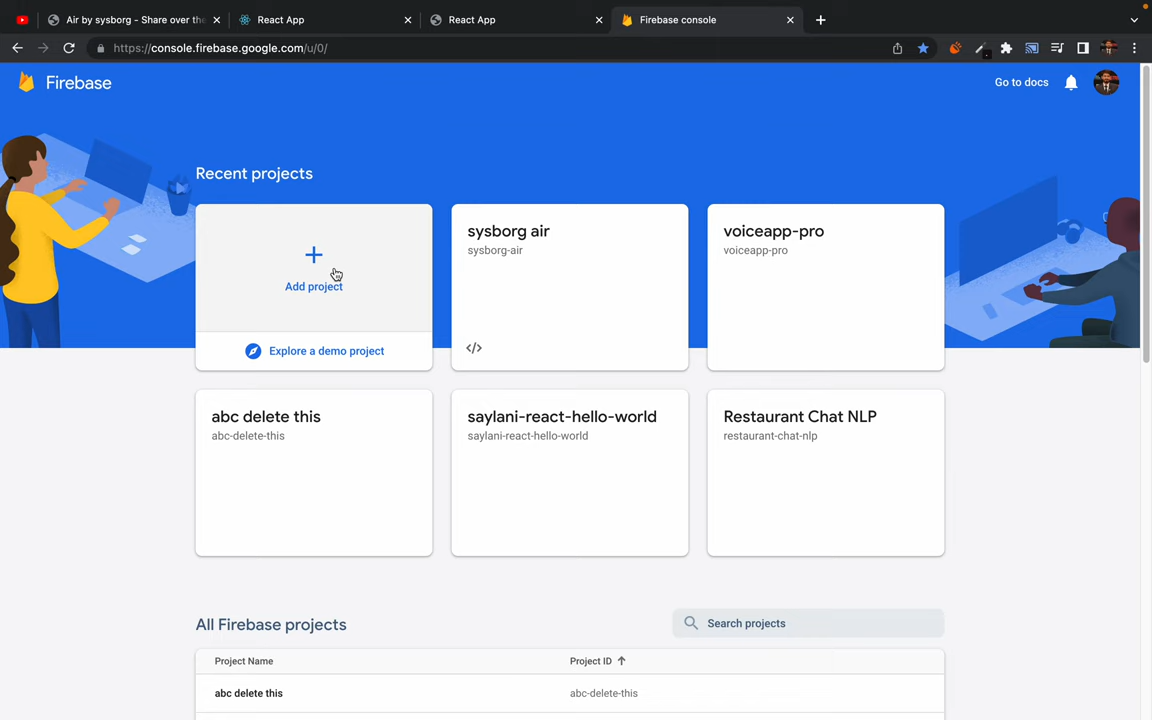 Air by sysborg - Share over the
React App
React App
Firebase console
https://console.firebase.google.com/u/0/
Firebase
Go to docs
Recent projects
Add project
Explore a demo project
sysborg air
sysborg-air
</>
voiceapp-pro
voiceapp-pro
abc delete this
abc-delete-this
saylani-react-hello-world
saylani-react-hello-world
Restaurant Chat NLP
restaurant-chat-nlp
All Firebase projects
Search projects
Project Name
Project ID
abc delete this
abc-delete-this